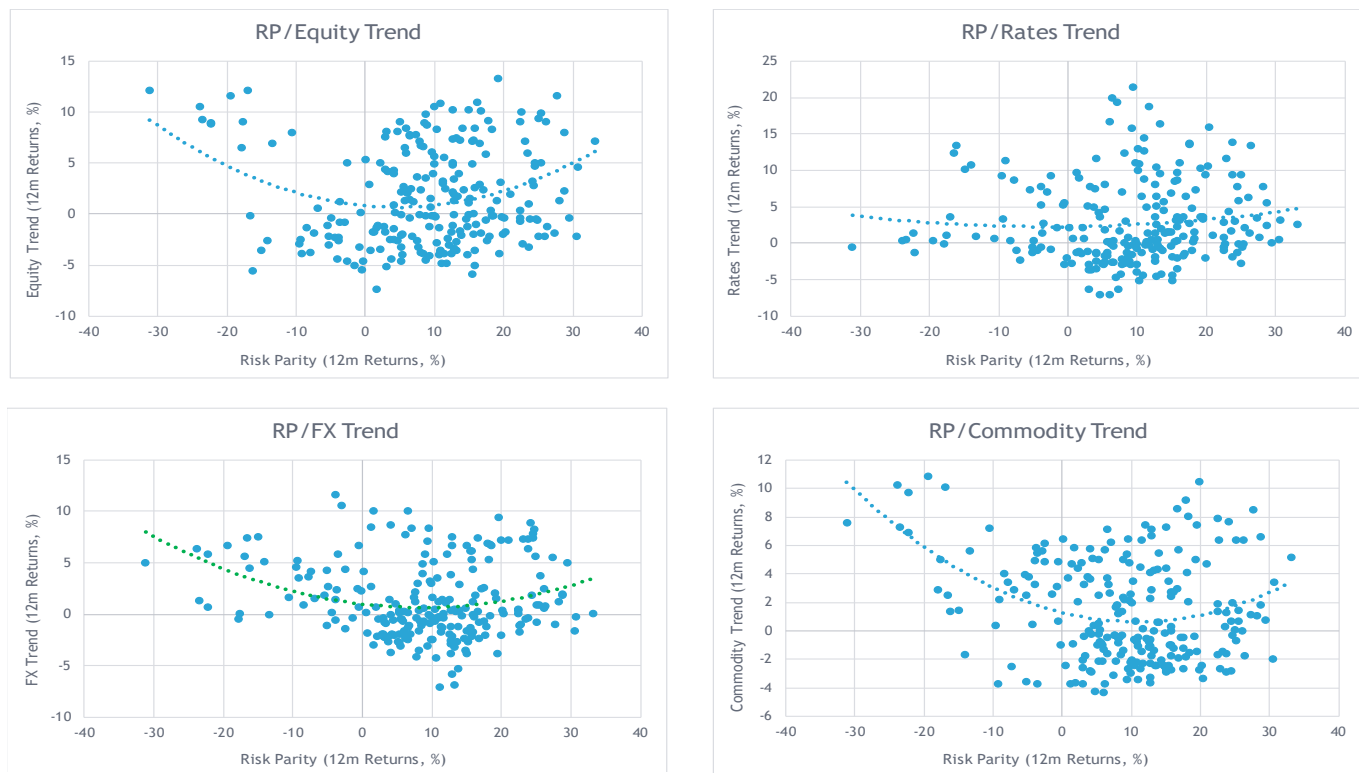 RP/Equity Trend
15
10
5
0
-5
-10
-40 -30 -20 -10 0 10 20 30 40
Equity Trend (12m Returns, %)
Risk Parity (12m Returns, %)
RP/Rates Trend
25
20
15
10
5
0
-5
-10
-40 -30 -20 -10 0 10 20 30 40
Rates Trend (12m Returns, %)
Risk Parity (12m Returns, %)
RP/FX Trend
15
10
5
0
-5
-10
-40 -30 -20 -10 0 10 20 30 40
FX Trend (12m Returns, %)
Risk Parity (12m Returns, %)
RP/Commodity Trend
12
10
8
6
4
2
0
-2
-4
-6
-40 -30 -20 -10 0 10 20 30 40
Commodity Trend (12m Returns, %)
Risk Parity (12m Returns, %)